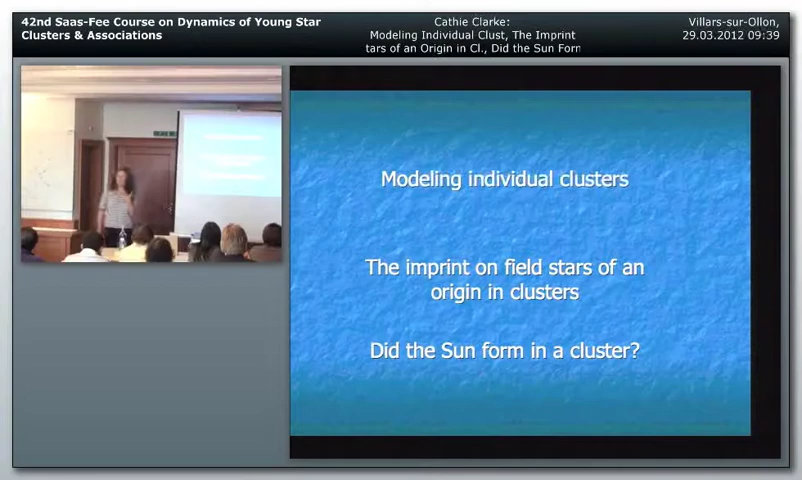 42nd Saas-Fee Course on Dynamics of Young Star
Clusters & Associations
Cathie Clarke:
Modeling Individual Clust, The Imprint
tars of an Origin in Cl., Did the Sun Forn
Villars-sur-Ollon,
29.03.2012 09:39
Modeling individual clusters
The imprint on field stars of an
origin in clusters
Did the Sun form in a cluster?